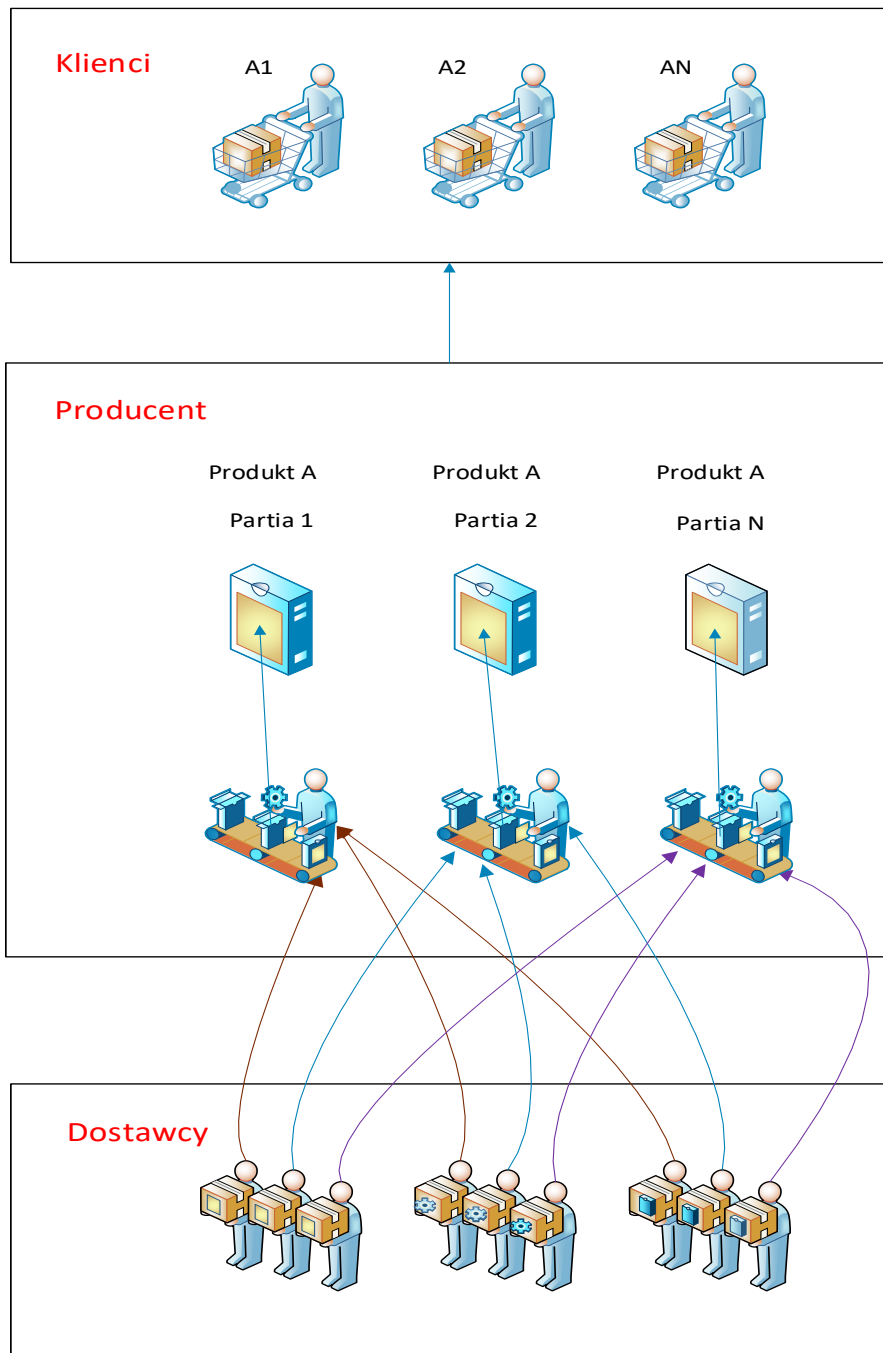 Klienci
A1 A2 AN
Producent
Produkt A Produkt A Produkt A
Partia 1 Partia 2 Partia N
Dostawcy